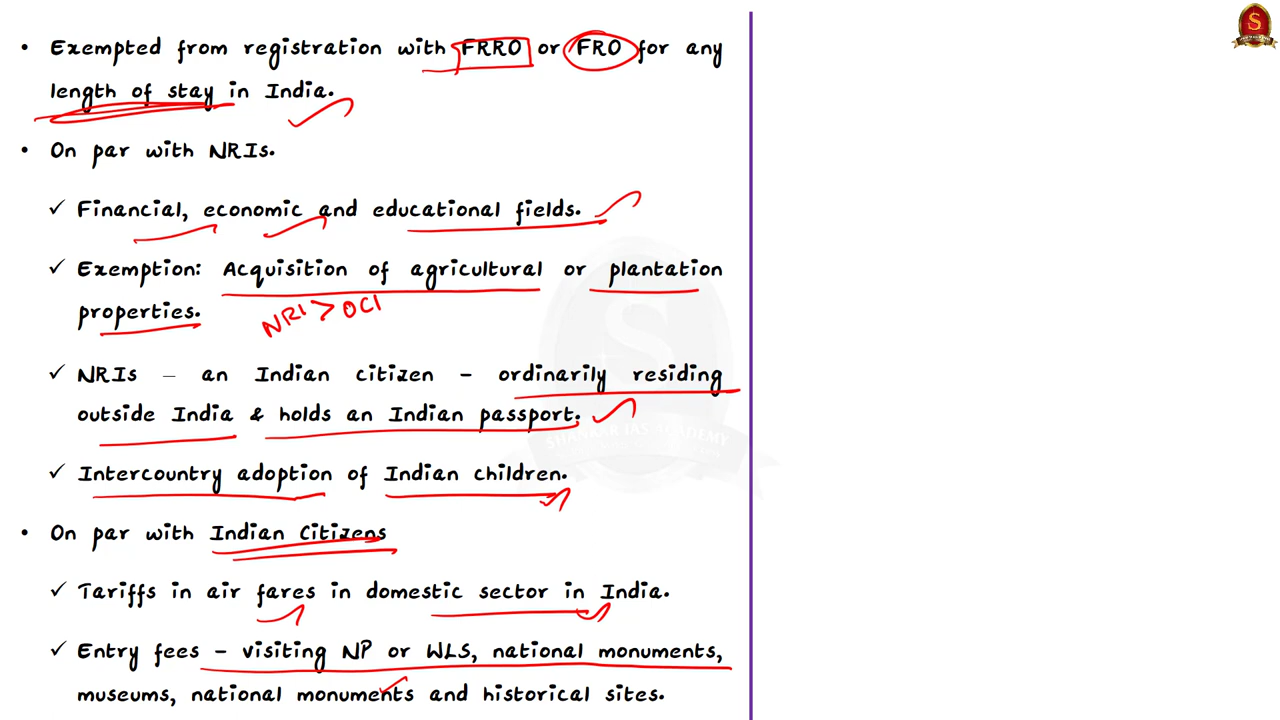 • Exempted from registration with FRRO or FRO for any
length of stay in India.
• On par with NRIs.
✓ Financial, economic and educational fields.
✓ Exemption: Acquisition of agricultural or plantation
properties.
NRI > OCI
✓ NRIs – an Indian citizen - ordinarily residing
outside India & holds an Indian passport.
✓ Intercountry adoption of Indian children.
• On par with Indian Citizens
✓ Tariffs in air fares in domestic sector in India.
✓ Entry fees - visiting NP or WLS, national monuments,
museums, national monuments and historical sites.
SHANKAR IAS ACADEMY